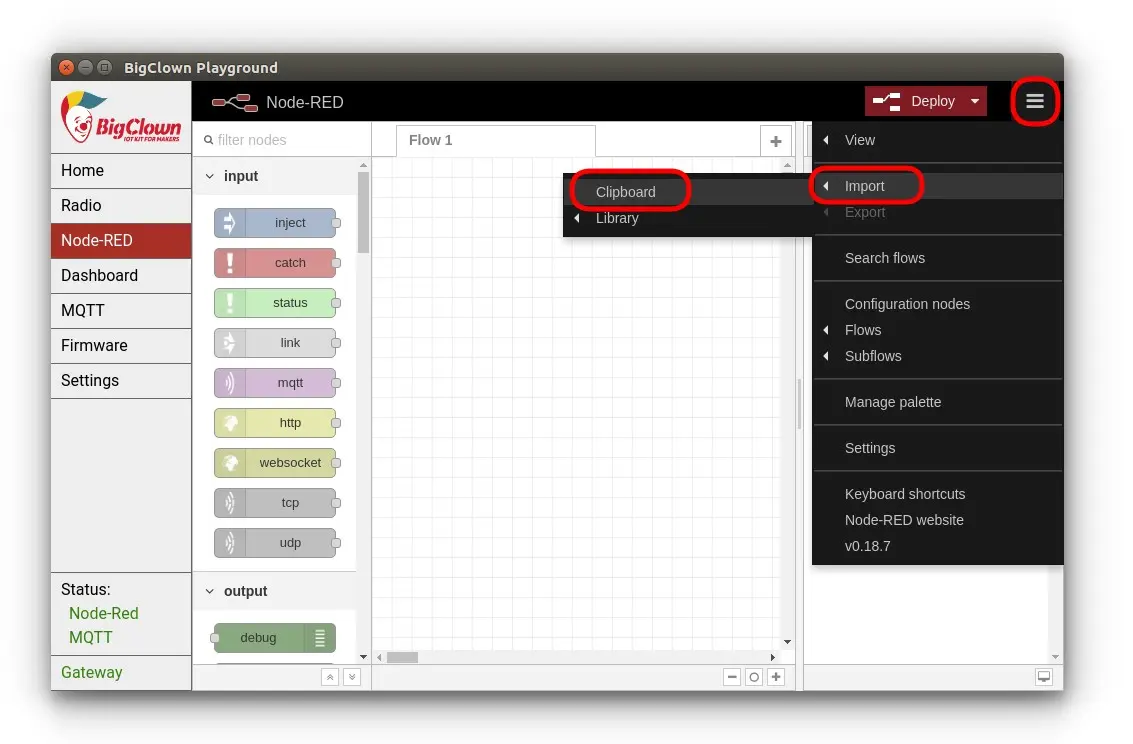 BigClown Playground
BigClown
IOT KIT FOR MAKERS
Home
Radio
Node-RED
Dashboard
MQTT
Firmware
Settings
Status:
Node-Red
MQTT
Gateway
Node-RED
Deploy
filter nodes
input
inject
catch
status
link
mqtt
http
websocket
tcp
udp
output
debug
Flow 1
Clipboard
Library
View
Import
Export
Search flows
Configuration nodes
Flows
Subflows
Manage palette
Settings
Keyboard shortcuts
Node-RED website
v0.18.7